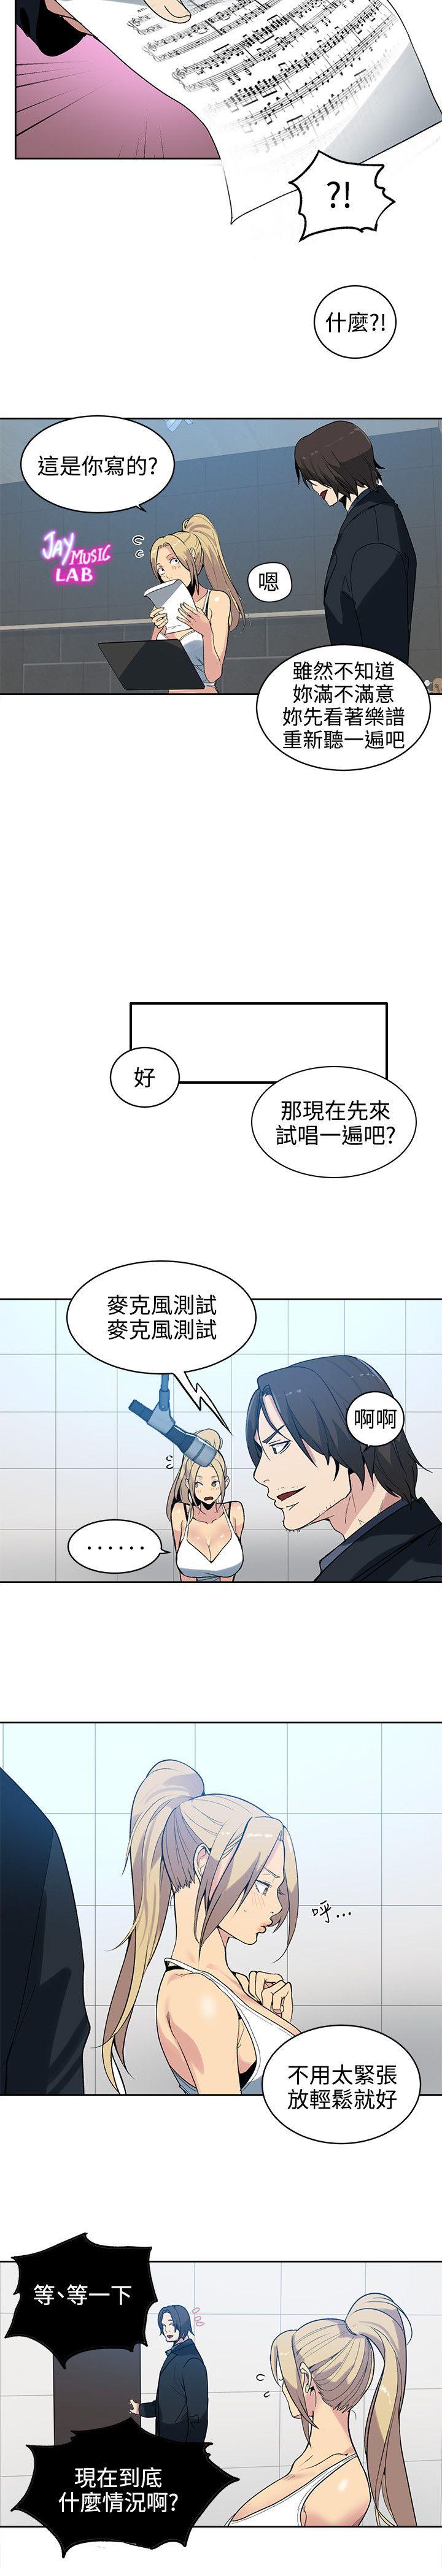 ?!
什麼?!
這是你寫的?
JAY MUSIC
LAB
嗯
雖然不知道
妳滿不滿意
妳先看著樂譜
重新聽一遍吧
好
那現在先來
試唱一遍吧?
麥克風測試
麥克風測試
啊啊
······
呼...
不用太緊張
放輕鬆就好
等、等一下
現在到底
什麼情況啊?